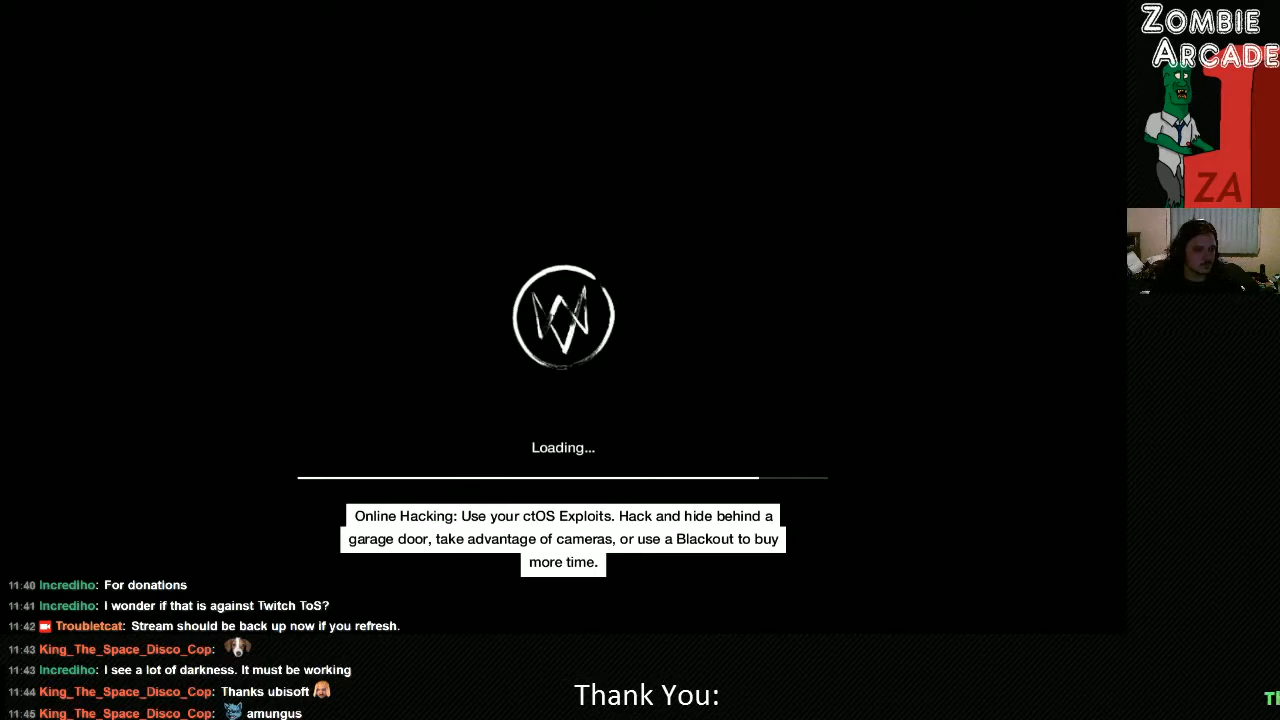 ZOMBIE
ARCADE
ZA
Loading...
Online Hacking: Use your ctOS Exploits. Hack and hide behind a
garage door, take advantage of cameras, or use a Blackout to buy
more time.
11:40 Incrediho: For donations
11:41 Incrediho: I wonder if that is against Twitch ToS?
11:42 Troubletcat: Stream should be back up now if you refresh.
11:43 King_The_Space_Disco_Cop:
11:43 Incrediho: I see a lot of darkness. It must be working
11:44 King_The_Space_Disco_Cop: Thanks ubisoft
11:45 King_The_Space_Disco_Cop: amungus
Thank You: